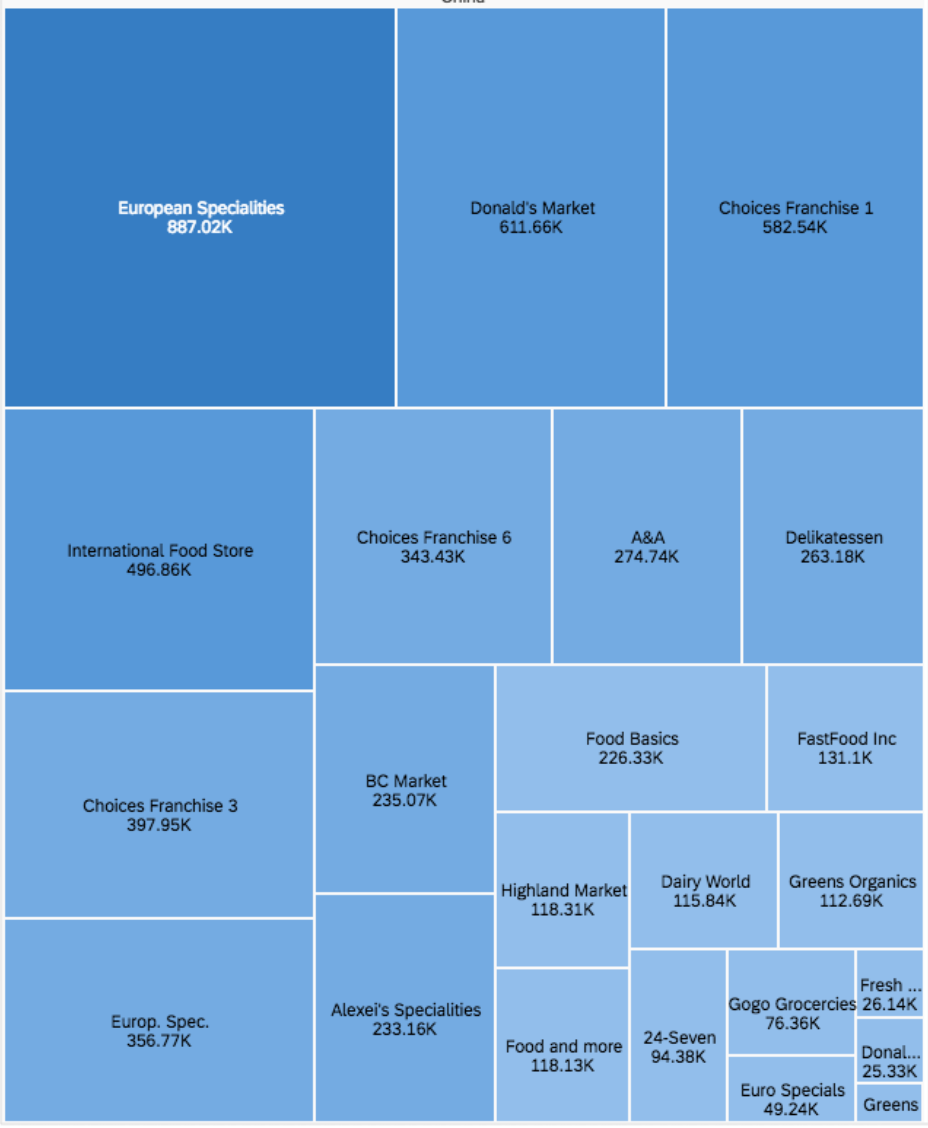 China
European Specialities
887.02K
Donald's Market
611.66K
Choices Franchise 1
582.54K
International Food Store
496.86K
Choices Franchise 6
343.43K
A&A
274.74K
Delikatessen
263.18K
Choices Franchise 3
397.95K
BC Market
235.07K
Food Basics
226.33K
FastFood Inc
131.1K
Highland Market
118.31K
Dairy World
115.84K
Greens Organics
112.69K
Europ. Spec.
356.77K
Alexei's Specialities
233.16K
Food and more
118.13K
24-Seven
94.38K
Gogo Grocercies
76.36K
Fresh ...
26.14K
Donal...
25.33K
Euro Specials
49.24K
Greens